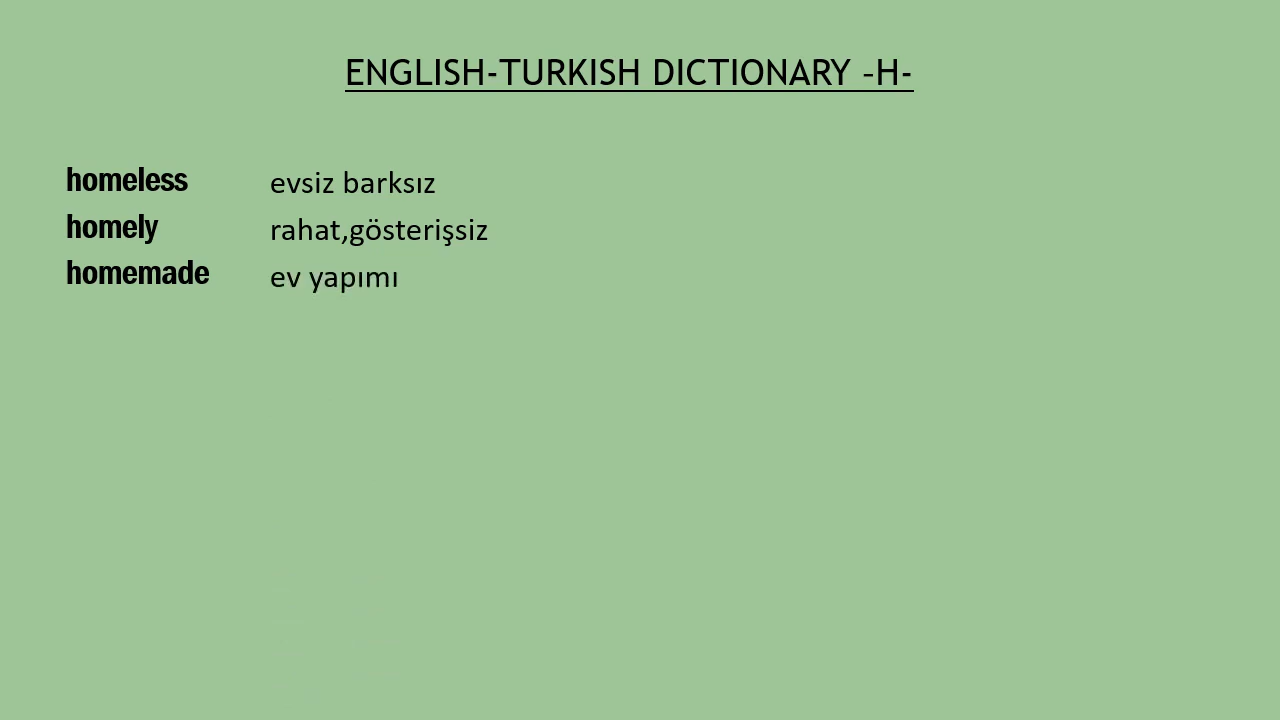 ENGLISH-TURKISH DICTIONARY –H-
homeless evsiz barksız
homely rahat,gösterişsiz
homemade ev yapımı